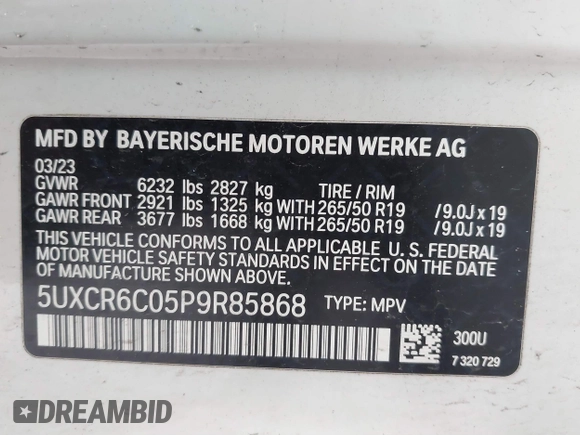 MFD BY BAYERISCHE MOTOREN WERKE AG
03/23
GVWR 6232 lbs 2827 kg TIRE / RIM
GAWR FRONT 2921 lbs 1325 kg WITH 265/50 R19 /9.0J x 19
GAWR REAR 3677 lbs 1668 kg WITH 265/50 R19 /9.0J x 19
THIS VEHICLE CONFORMS TO ALL APPLICABLE U. S. FEDERAL
MOTOR VEHICLE SAFETY STANDARDS IN EFFECT ON THE
DATE OF MANUFACTURE SHOWN ABOVE.
5UXCR6C05P9R85868 TYPE: MPV
300U
7 320 729
DREAMBID